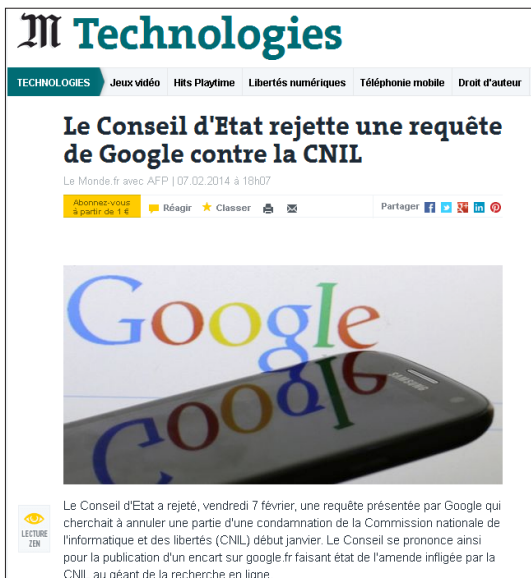 M Technologies
TECHNOLOGIES Jeux vidéo Hits Playtime Libertés numériques Téléphonie mobile Droit d'auteur
Le Conseil d'Etat rejette une requête
de Google contre la CNIL
Le Monde.fr avec AFP | 07.02.2014 à 18h07
Abonnez-vous
à partir de 1 €
Réagir Classer
Partager
Google
Google
SAMSUNG
LECTURE
ZEN
Le Conseil d'Etat a rejeté, vendredi 7 février, une requête présentée par Google qui
cherchait à annuler une partie d'une condamnation de la Commission nationale de
l'informatique et des libertés (CNIL) début janvier. Le Conseil se prononce ainsi
pour la publication d'un encart sur google.fr faisant état de l'amende infligée par la
CNIL au géant de la recherche en ligne